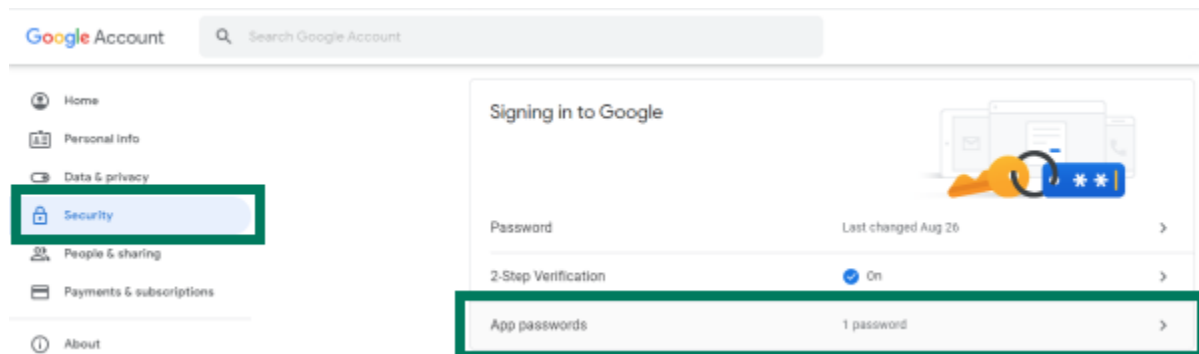 Google Account
Search Google Account
Home
Personal info
Data & privacy
Security
People & sharing
Payments & subscriptions
About
Signing in to Google
**
Password Last changed Aug 26
2-Step Verification On
App passwords 1 password